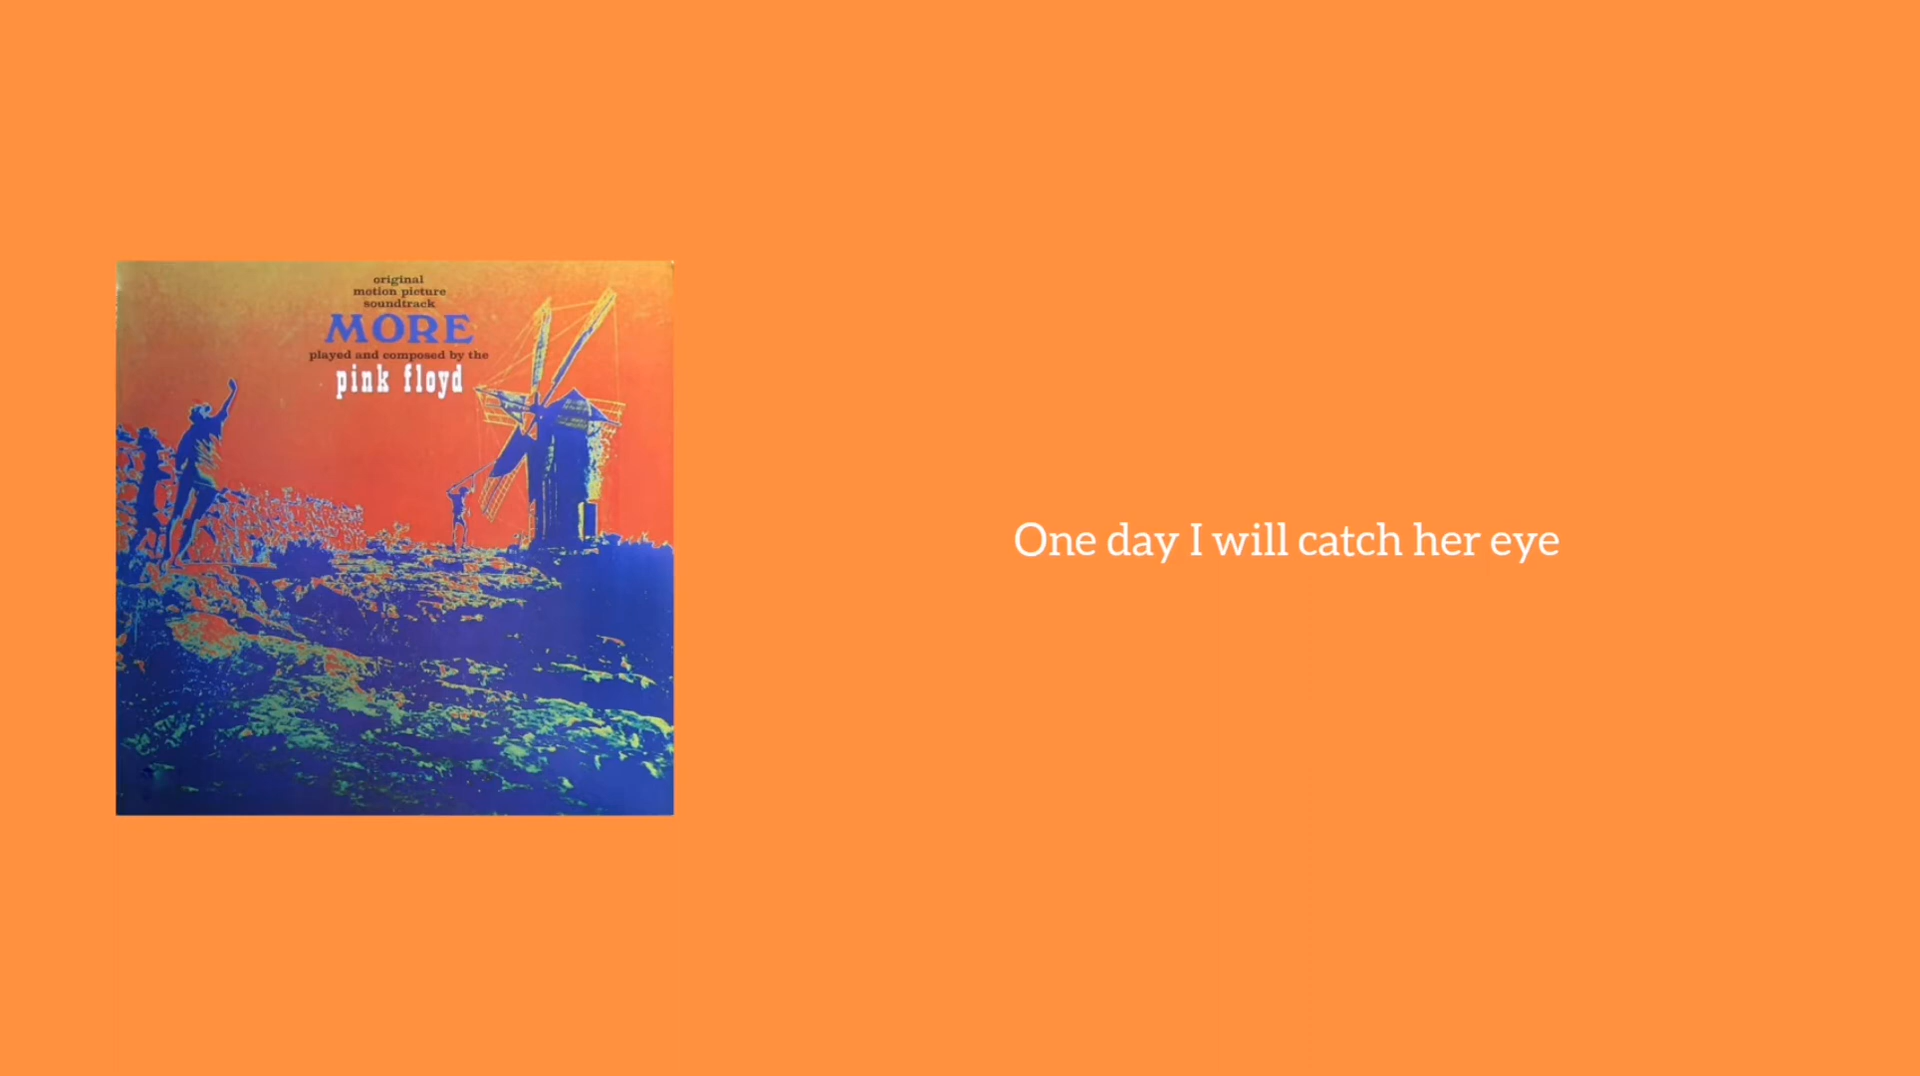 original
motion picture
soundtrack
MORE
played and composed by the
pink floyd
One day I will catch her eye